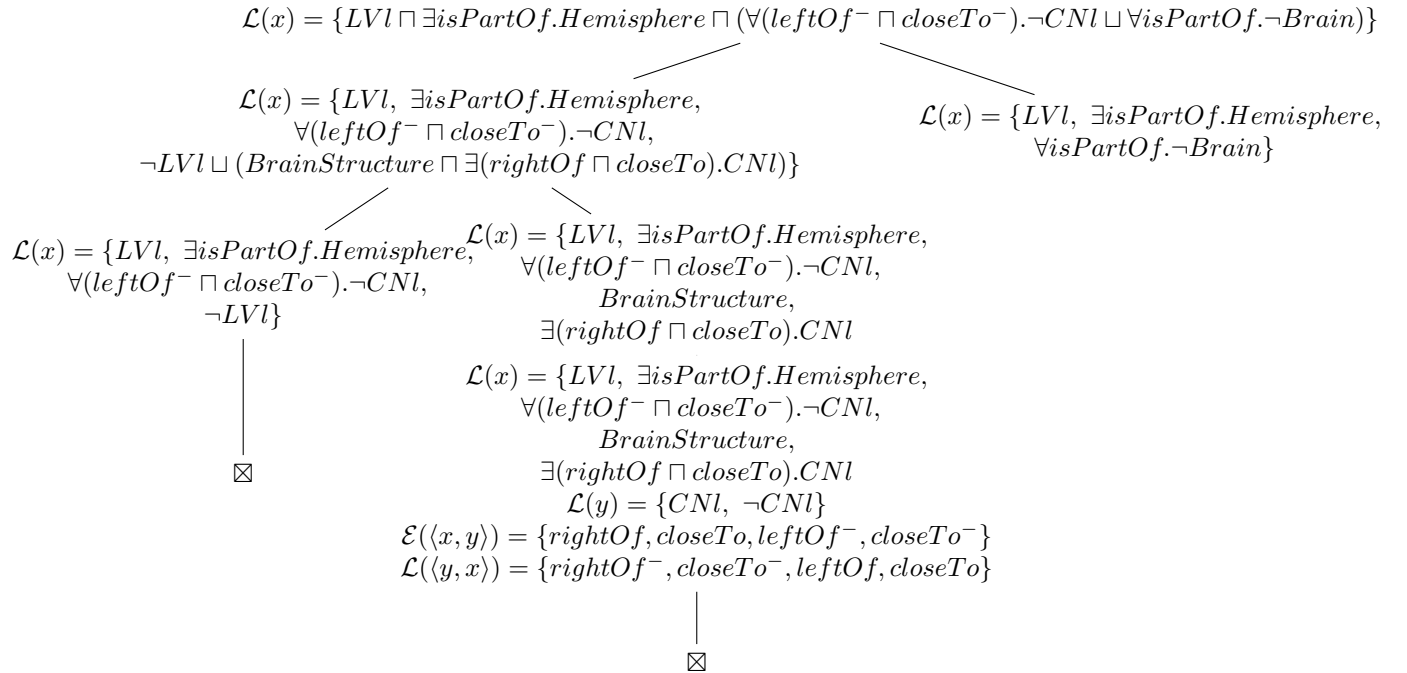 ℒ(x) = {LVl ⊓ ∃isPartOf.Hemisphere ⊓ (∀(leftOf⁻ ⊓ closeTo⁻).¬CNl ⊔ ∀isPartOf.¬Brain)}
ℒ(x) = {LVl, ∃isPartOf.Hemisphere,
∀(leftOf⁻ ⊓ closeTo⁻).¬CNl,
¬LVl ⊔ (BrainStructure ⊓ ∃(rightOf ⊓ closeTo).CNl)}
ℒ(x) = {LVl, ∃isPartOf.Hemisphere,
∀isPartOf.¬Brain}
ℒ(x) = {LVl, ∃isPartOf.Hemisphere,
∀(leftOf⁻ ⊓ closeTo⁻).¬CNl,
¬LVl}
⊠
ℒ(x) = {LVl, ∃isPartOf.Hemisphere,
∀(leftOf⁻ ⊓ closeTo⁻).¬CNl,
BrainStructure,
∃(rightOf ⊓ closeTo).CNl
ℒ(x) = {LVl, ∃isPartOf.Hemisphere,
∀(leftOf⁻ ⊓ closeTo⁻).¬CNl,
BrainStructure,
∃(rightOf ⊓ closeTo).CNl
ℒ(y) = {CNl, ¬CNl}
ℰ(⟨x, y⟩) = {rightOf, closeTo, leftOf⁻, closeTo⁻}
ℒ(⟨y, x⟩) = {rightOf⁻, closeTo⁻, leftOf, closeTo}
⊠